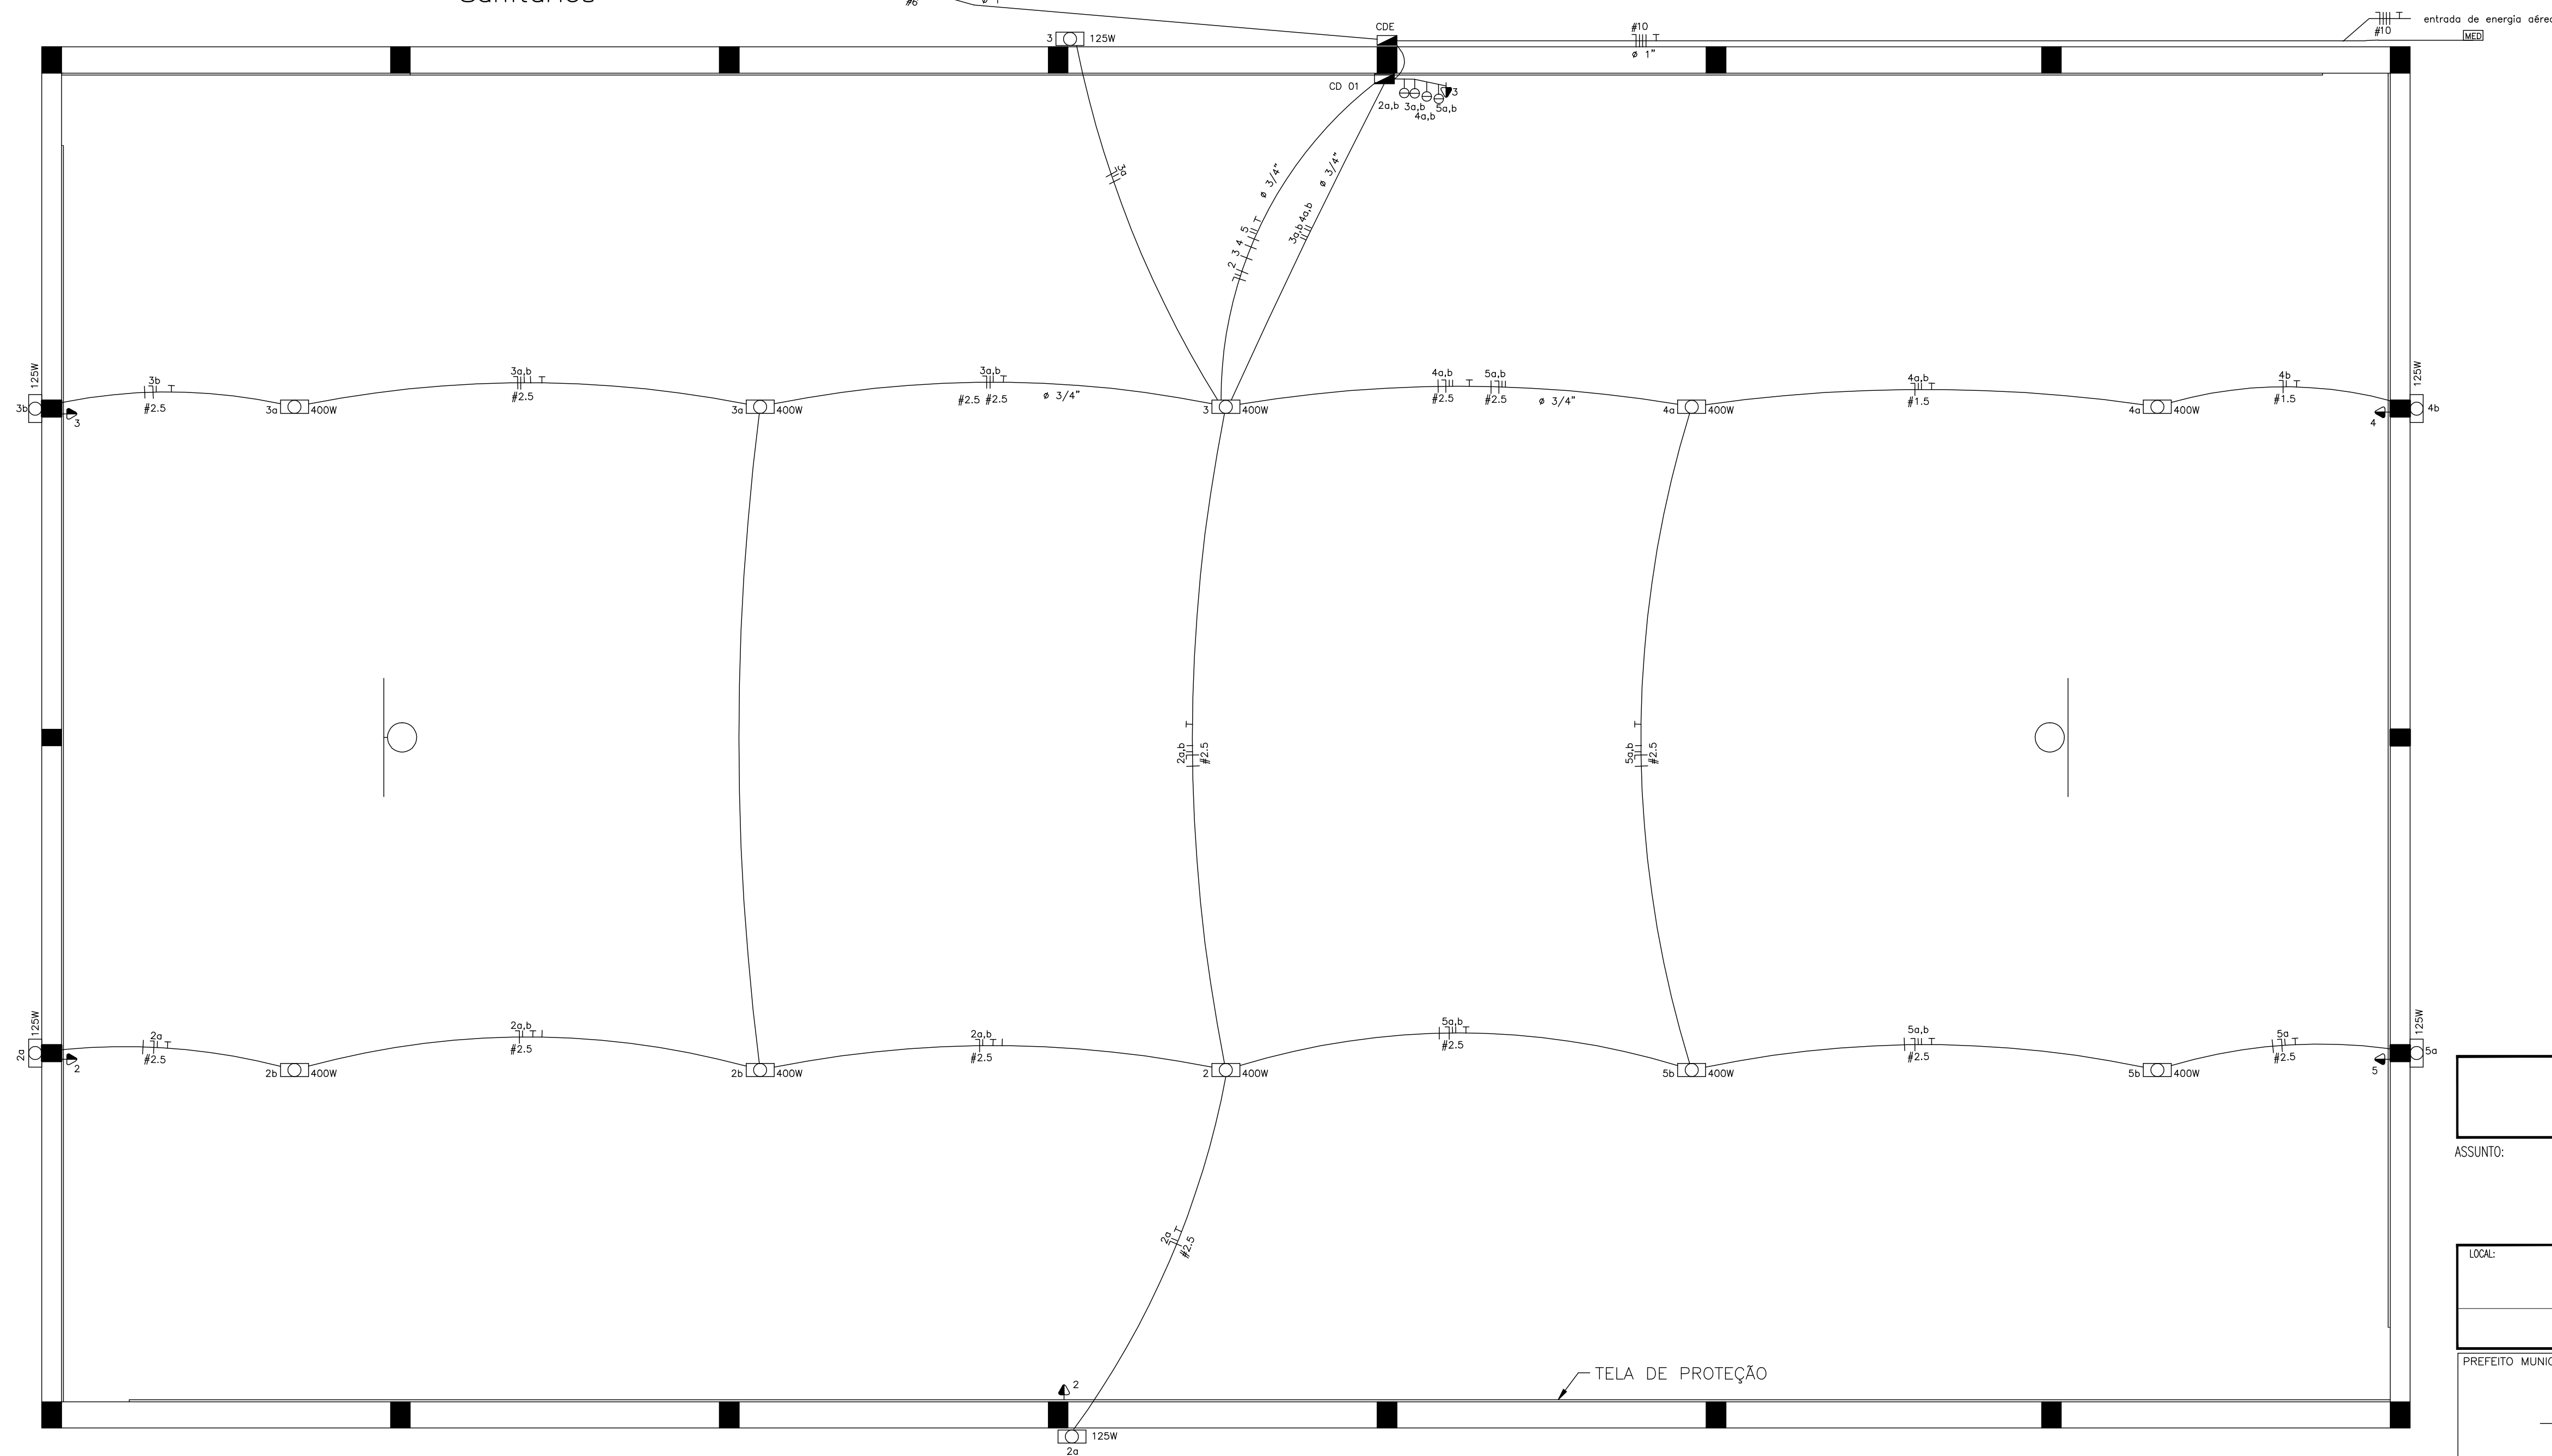 #10
entrada de energia aérea
MED
CDE
#10
ø 1"
3
125W
CD 01
3
2a,b
3a,b
5a,b
4a,b
3a
ø 3/4"
ø 3/4"
2 3 4 5
3a,b 4a,b
125W
3b
3
3b
#2.5
3a
400W
3a,b
#2.5
3a
400W
3a,b
#2.5 #2.5
ø 3/4"
3
400W
4a,b
#2.5
5a,b
#2.5
ø 3/4"
4a
400W
4a,b
#1.5
4a
400W
4b
#1.5
125W
4
4b
2a,b
#2.5
5a,b
#2.5
125W
2a
2
2a
#2.5
2b
400W
2a,b
#2.5
2b
400W
2a,b
#2.5
2
400W
5a,b
#2.5
5b
400W
5a,b
#2.5
5b
400W
5a
#2.5
125W
5
5a
2a
#2.5
2
125W
2a
TELA DE PROTEÇÃO
ASSUNTO:
LOCAL:
PREFEITO